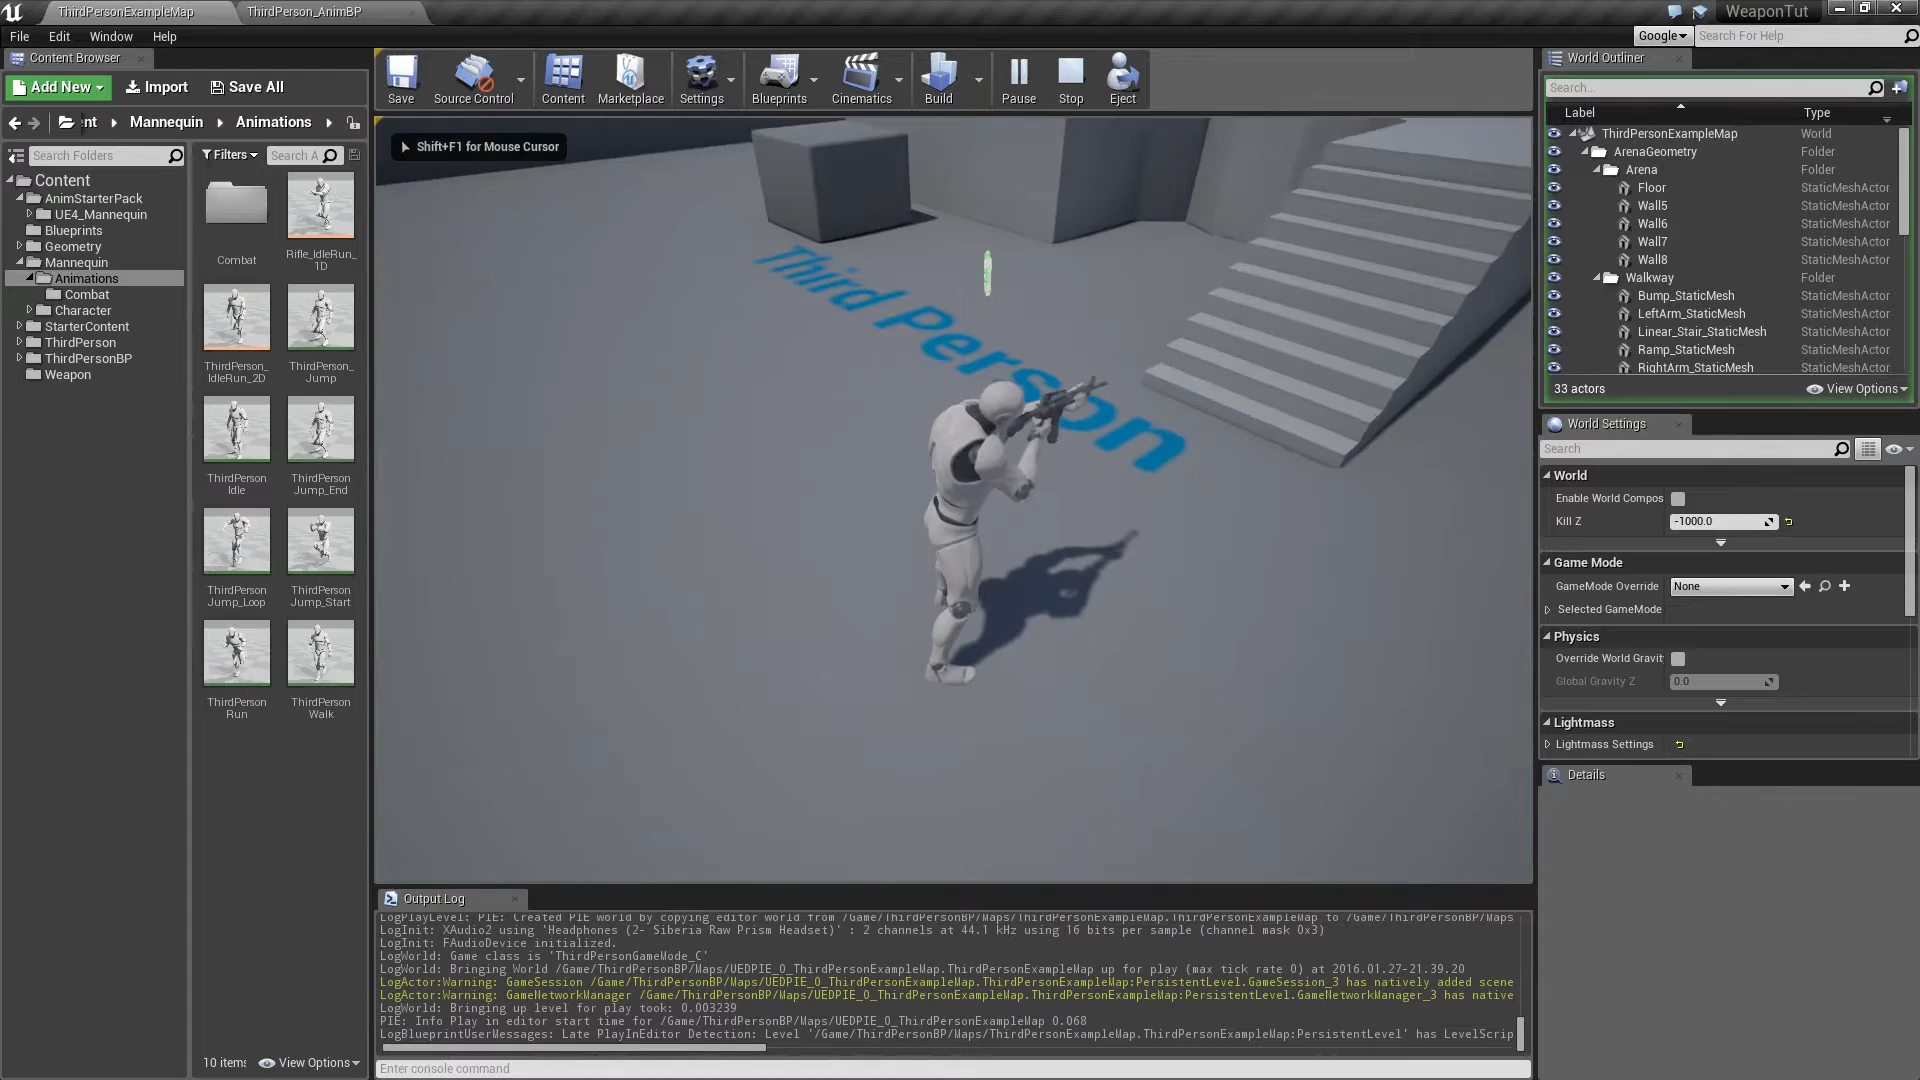 ThirdPersonExampleMap
ThirdPerson_AnimBP
WeaponTut
File Edit Window Help
Google
Search For Help
Content Browser
Add New
Import
Save All
nt Mannequin Animations
Search Folders
Filters
Search A
Content
AnimStarterPack
UE4_Mannequin
Blueprints
Geometry
Mannequin
Animations
Combat
Character
StarterContent
ThirdPerson
ThirdPersonBP
Weapon
Combat
Rifle_IdleRun_
1D
ThirdPerson_
IdleRun_2D
ThirdPerson_
Jump
ThirdPerson
Idle
ThirdPerson
Jump_End
ThirdPerson
Jump_Loop
ThirdPerson
Jump_Start
ThirdPerson
Run
ThirdPerson
Walk
10 items
View Options
Save
Source Control
Content
Marketplace
Settings
Blueprints
Cinematics
Build
Pause
Stop
Eject
Shift+F1 for Mouse Cursor
Third Person
Output Log
LogPlayLevel: PIE: Created PIE world by copying editor world from /Game/ThirdPersonBP/Maps/ThirdPersonExampleMap.ThirdPersonExampleMap to /Game/ThirdPersonBP/Maps
LogInit: XAudio2 using 'Headphones (2- Siberia Raw Prism Headset)' : 2 channels at 44.1 kHz using 16 bits per sample (channel mask 0x3)
LogInit: FAudioDevice initialized.
LogWorld: Game class is 'ThirdPersonGameMode_C'
LogWorld: Bringing World /Game/ThirdPersonBP/Maps/UEDPIE_0_ThirdPersonExampleMap.ThirdPersonExampleMap up for play (max tick rate 0) at 2016.01.27-21.39.20
LogActor:Warning: GameSession /Game/ThirdPersonBP/Maps/UEDPIE_0_ThirdPersonExampleMap.ThirdPersonExampleMap:PersistentLevel.GameSession_3 has natively added scene
LogActor:Warning: GameNetworkManager /Game/ThirdPersonBP/Maps/UEDPIE_0_ThirdPersonExampleMap.ThirdPersonExampleMap:PersistentLevel.GameNetworkManager_3 has native
LogWorld: Bringing up level for play took: 0.003239
PIE: Info Play in editor start time for /Game/ThirdPersonBP/Maps/UEDPIE_0_ThirdPersonExampleMap 0.068
LogBlueprintUserMessages: Late PlayInEditor Detection: Level '/Game/ThirdPersonBP/Maps/ThirdPersonExampleMap.ThirdPersonExampleMap:PersistentLevel' has LevelScrip
Enter console command
World Outliner
Search...
Label Type
ThirdPersonExampleMap World
ArenaGeometry Folder
Arena Folder
Floor StaticMeshActor
Wall5 StaticMeshActor
Wall6 StaticMeshActor
Wall7 StaticMeshActor
Wall8 StaticMeshActor
Walkway Folder
Bump_StaticMesh StaticMeshActor
LeftArm_StaticMesh StaticMeshActor
Linear_Stair_StaticMesh StaticMeshActor
Ramp_StaticMesh StaticMeshActor
RightArm_StaticMesh StaticMeshActor
33 actors
View Options
World Settings
Search
World
Enable World Compos
Kill Z -1000.0
Game Mode
GameMode Override None
Selected GameMode
Physics
Override World Gravit
Global Gravity Z 0.0
Lightmass
Lightmass Settings
Details